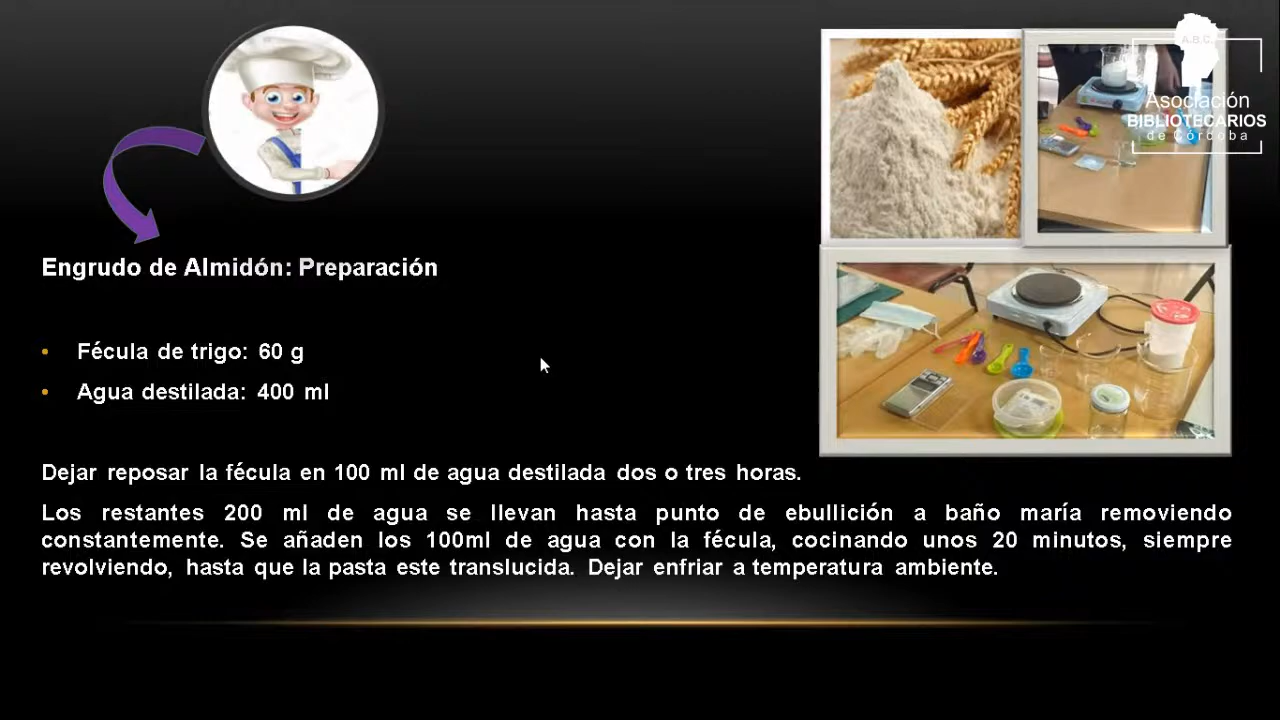 A.B.C.
Asociación
BIBLIOTECARIOS
de Córdoba
Engrudo de Almidón: Preparación
• Fécula de trigo: 60 g
• Agua destilada: 400 ml
Dejar reposar la fécula en 100 ml de agua destilada dos o tres horas.
Los restantes 200 ml de agua se llevan hasta punto de ebullición a baño maría removiendo
constantemente. Se añaden los 100ml de agua con la fécula, cocinando unos 20 minutos, siempre
revolviendo, hasta que la pasta este translucida. Dejar enfriar a temperatura ambiente.